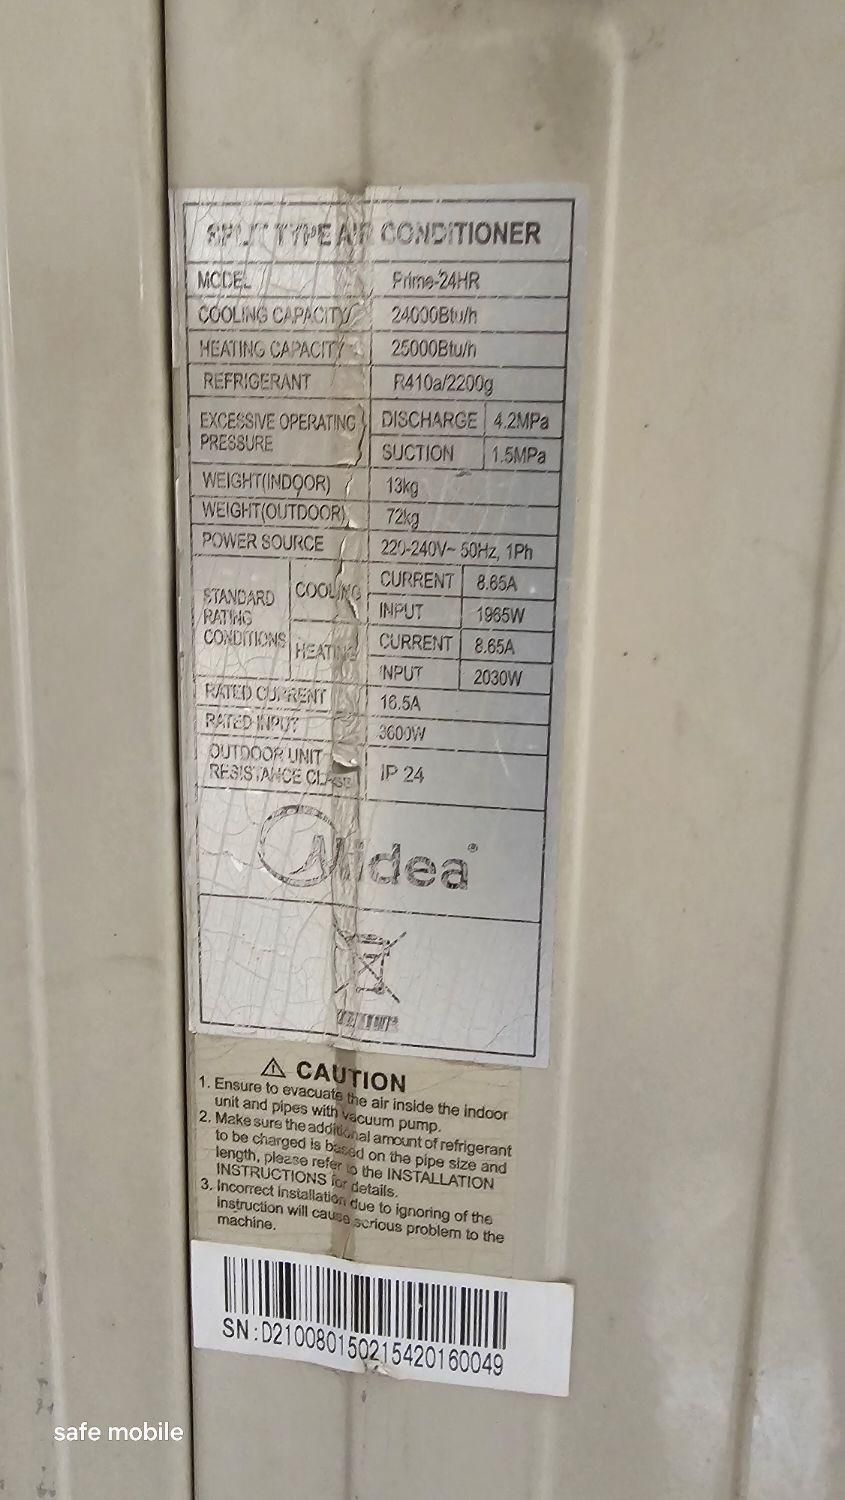 SPLIT TYPE AIR CONDITIONER
MODEL Prime-24HR
COOLING CAPACITY 24000Btu/h
HEATING CAPACITY 25000Btu/h
REFRIGERANT R410a/2200g
EXCESSIVE OPERATING PRESSURE DISCHARGE 4.2MPa
SUCTION 1.5MPa
WEIGHT(INDOOR) 13kg
WEIGHT(OUTDOOR) 72kg
POWER SOURCE 220-240V~ 50Hz, 1Ph
STANDARD RATING CONDITIONS COOLING CURRENT 8.65A
INPUT 1965W
HEATING CURRENT 8.65A
INPUT 2030W
RATED CURRENT 16.5A
RATED INPUT 3600W
OUTDOOR UNIT RESISTANCE CLASS IP 24
Midea®
CAUTION
1. Ensure to evacuate the air inside the indoor
unit and pipes with vacuum pump.
2. Make sure the additional amount of refrigerant
to be charged is based on the pipe size and
length, please refer to the INSTALLATION
INSTRUCTIONS for details.
3. Incorrect installation due to ignoring of the
instruction will cause serious problem to the
machine.
SN:D210080150215420160049
safe mobile